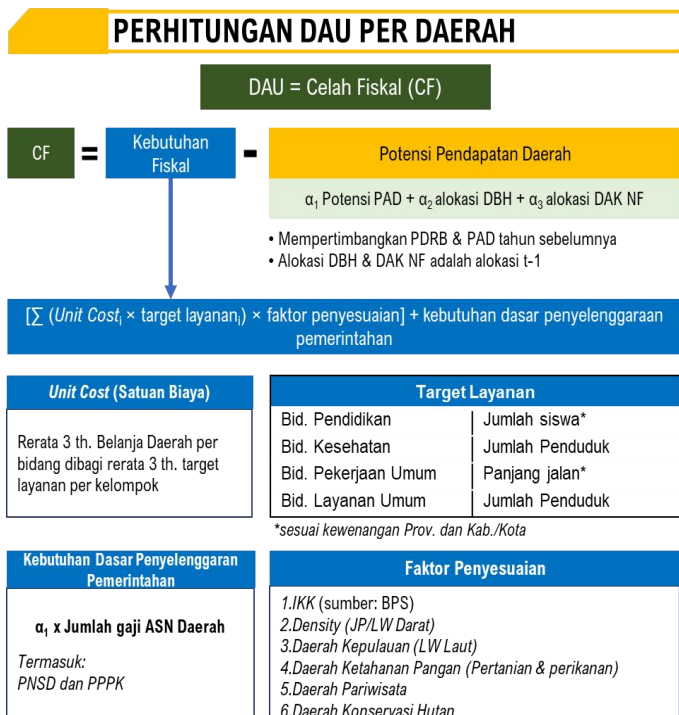 PERHITUNGAN DAU PER DAERAH
DAU = Celah Fiskal (CF)
CF = Kebutuhan
Fiskal
- Potensi Pendapatan Daerah
α₁ Potensi PAD + α₂ alokasi DBH + α₃ alokasi DAK NF
• Mempertimbangkan PDRB & PAD tahun sebelumnya
• Alokasi DBH & DAK NF adalah alokasi t-1
[∑ (Unit Costᵢ × target layananᵢ) × faktor penyesuaian] + kebutuhan dasar penyelenggaraan
pemerintahan
Unit Cost (Satuan Biaya)
Rerata 3 th. Belanja Daerah per
bidang dibagi rerata 3 th. target
layanan per kelompok
Target Layanan
Bid. Pendidikan Jumlah siswa*
Bid. Kesehatan Jumlah Penduduk
Bid. Pekerjaan Umum Panjang jalan*
Bid. Layanan Umum Jumlah Penduduk
*sesuai kewenangan Prov. dan Kab./Kota
Kebutuhan Dasar Penyelenggaran
Pemerintahan
α₁ x Jumlah gaji ASN Daerah
Termasuk:
PNSD dan PPPK
Faktor Penyesuaian
1.IKK (sumber: BPS)
2.Density (JP/LW Darat)
3.Daerah Kepulauan (LW Laut)
4.Daerah Ketahanan Pangan (Pertanian & perikanan)
5.Daerah Pariwisata
6.Daerah Konservasi Hutan